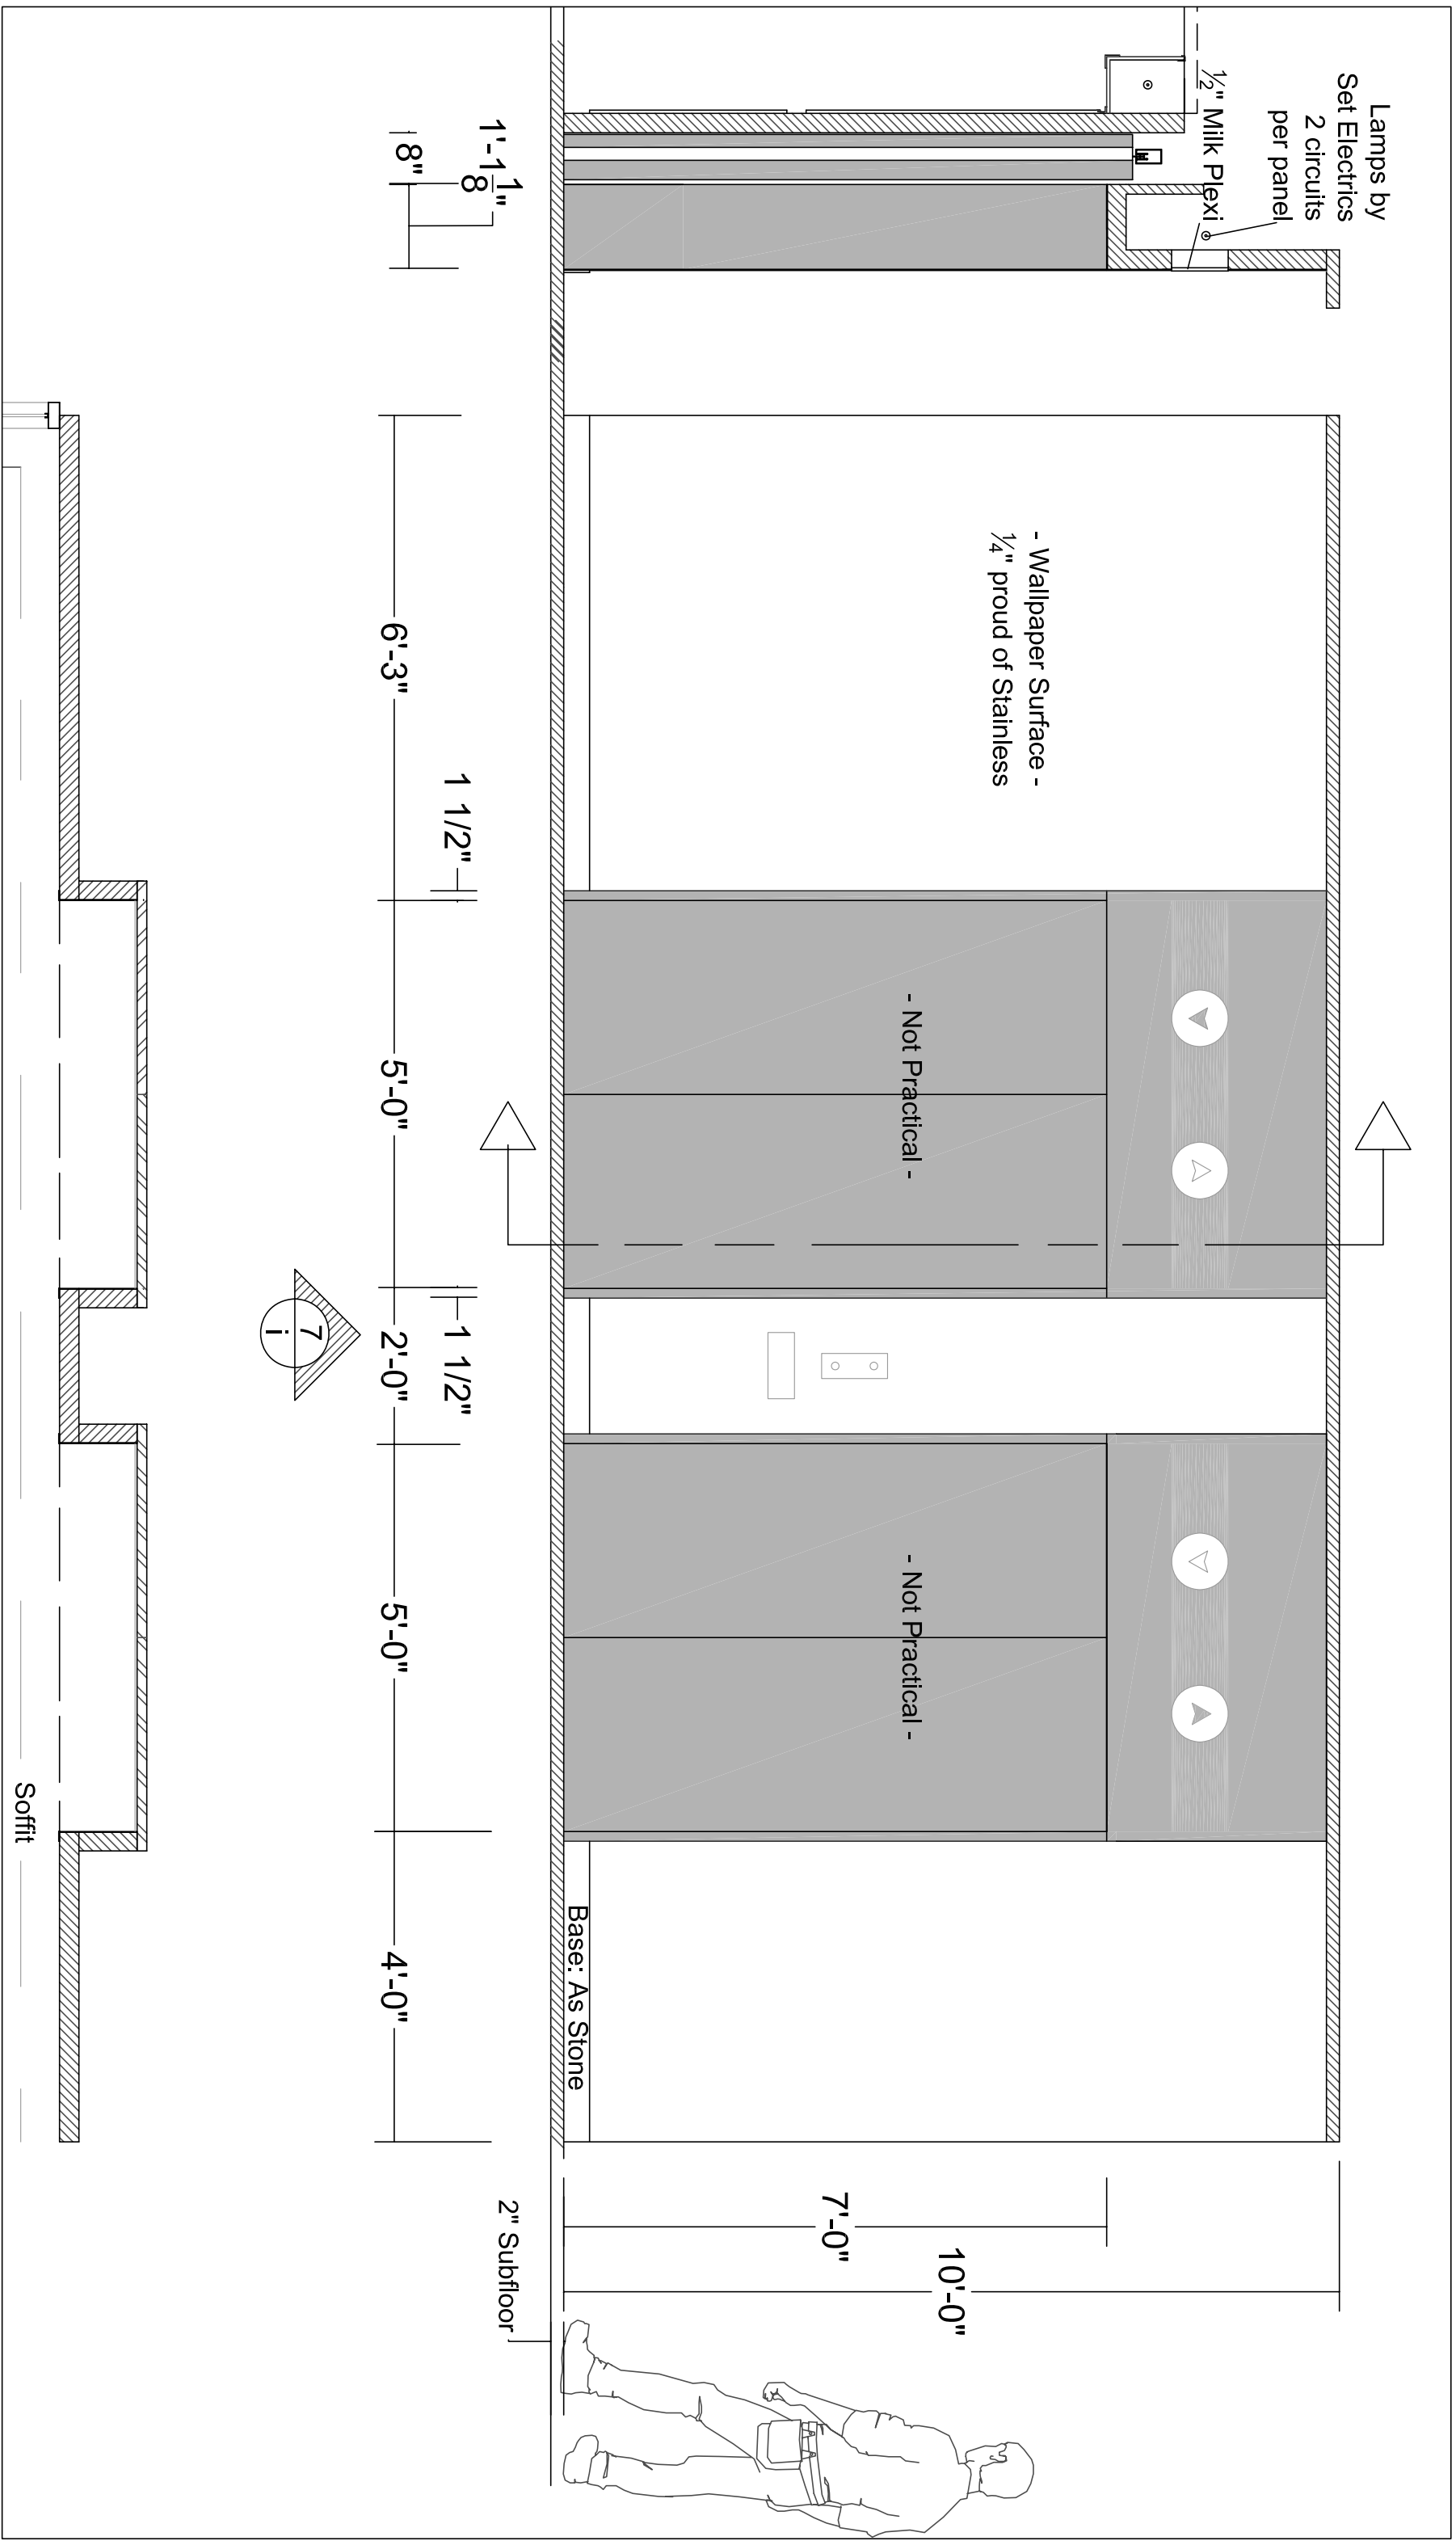 Lamps by
Set Electrics
2 circuits
per panel
½" Milk Plexi
- Wallpaper Surface -
¼" proud of Stainless
- Not Practical -
- Not Practical -
7'-0"
10'-0"
Base: As Stone
2" Subfloor
1'-1 1/8"
8"
1 1/2"
1 1/2"
6'-3"
5'-0"
2'-0"
5'-0"
4'-0"
7
i
Soffit